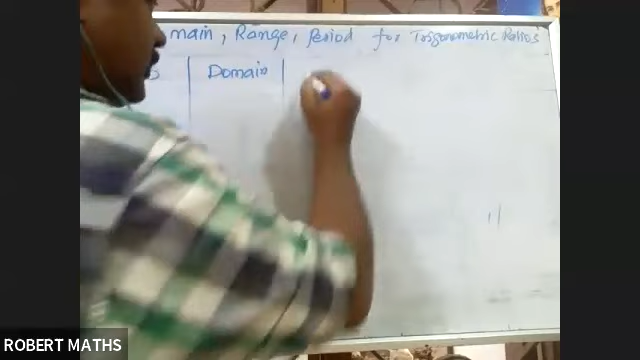 main, Range, Period for Trigonometric Ratios
Domain
ROBERT MATHS